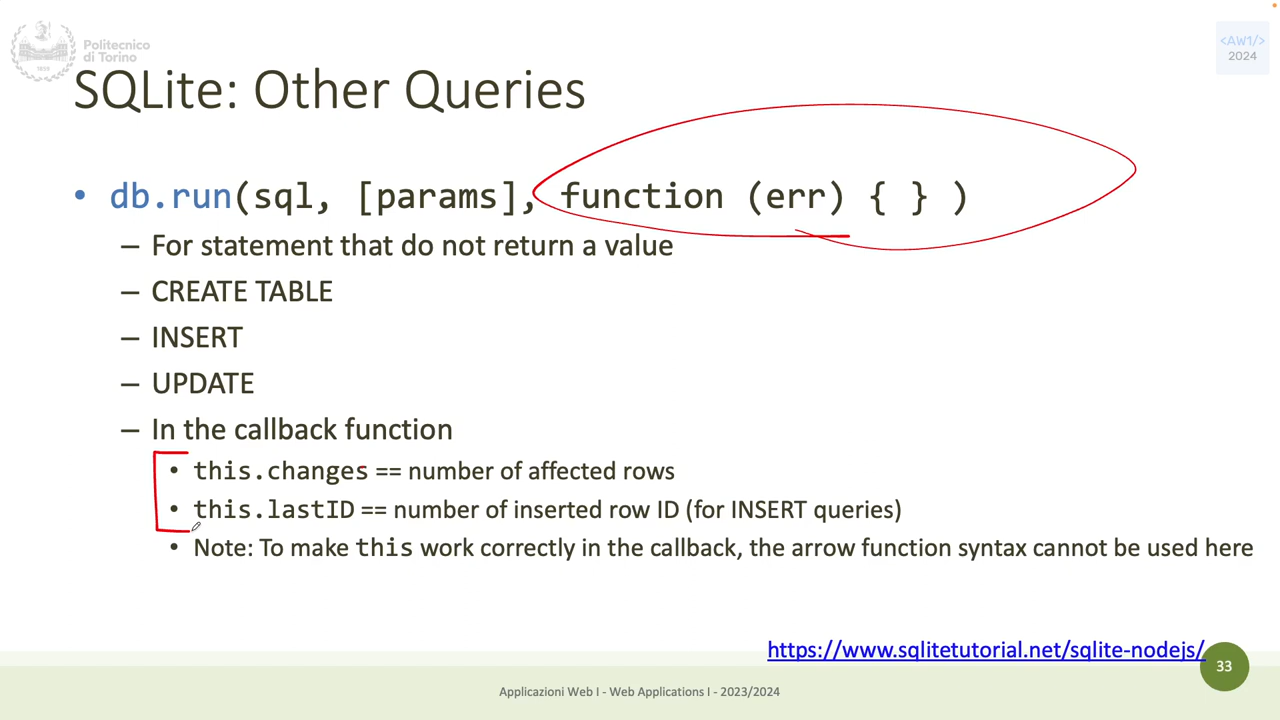 Politecnico
di Torino
<AW1/>
2024
SQLite: Other Queries
• db.run(sql, [params], function (err) { } )
– For statement that do not return a value
– CREATE TABLE
– INSERT
– UPDATE
– In the callback function
• this.changes == number of affected rows
• this.lastID == number of inserted row ID (for INSERT queries)
• Note: To make this work correctly in the callback, the arrow function syntax cannot be used here
https://www.sqlitetutorial.net/sqlite-nodejs/
33
Applicazioni Web I - Web Applications I - 2023/2024